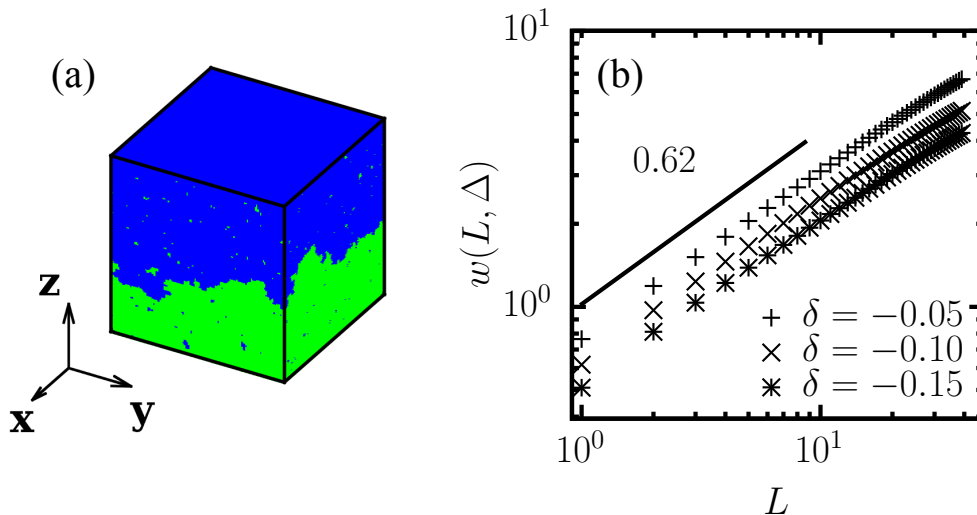 (a)
z
x
y
(b)
10¹
10⁰
w(L, Δ)
0.62
+ δ = −0.05
× δ = −0.10
∗ δ = −0.15
10⁰
10¹
L